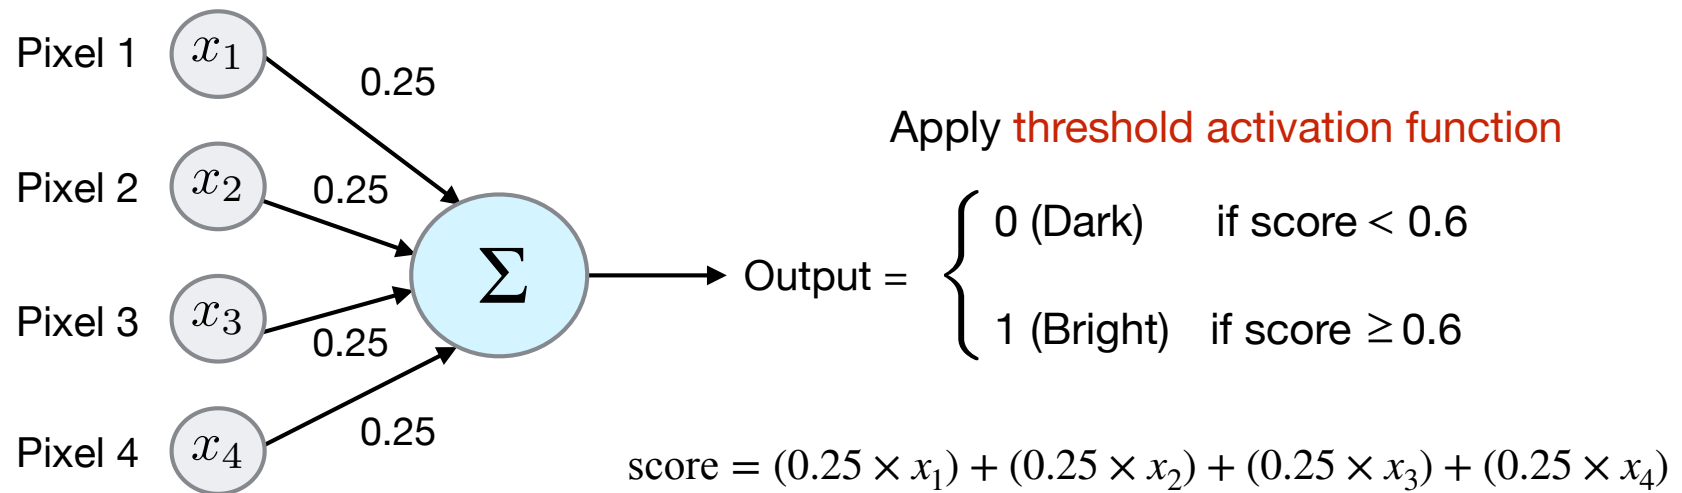 Pixel 1 x₁ 0.25
Pixel 2 x₂ 0.25
Pixel 3 x₃ 0.25
Pixel 4 x₄ 0.25
Σ
Apply threshold activation function
Output =
0 (Dark) if score < 0.6
1 (Bright) if score ≥ 0.6
score = (0.25 × x₁) + (0.25 × x₂) + (0.25 × x₃) + (0.25 × x₄)